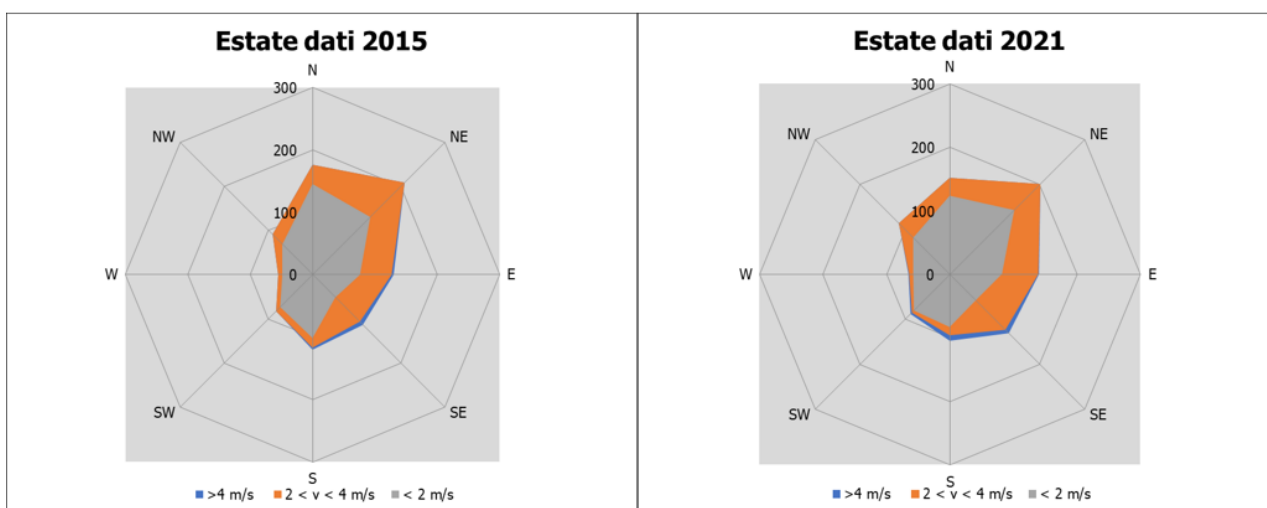 Estate dati 2015
N
300
NW
NE
200
100
W
0
E
SW
SE
S
>4 m/s 2 < v < 4 m/s < 2 m/s
Estate dati 2021
N
300
NW
NE
200
100
W
0
E
SW
SE
S
>4 m/s 2 < v < 4 m/s < 2 m/s